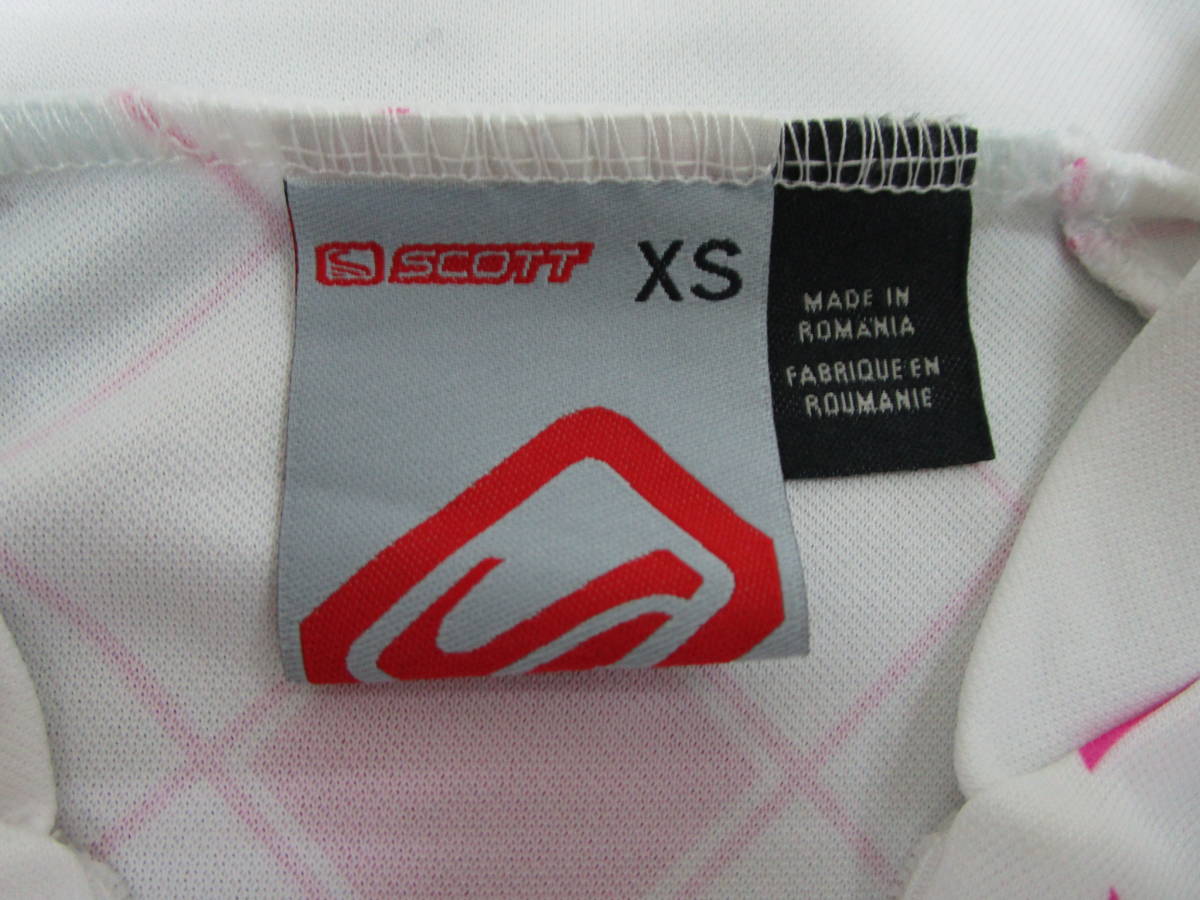 SCOTT XS
MADE IN
ROMANIA
FABRIQUE EN
ROUMANIE